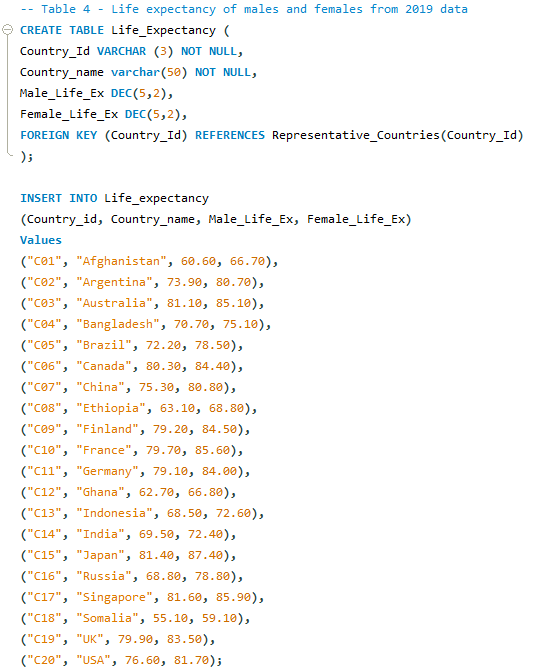 -- Table 4 - Life expectancy of males and females from 2019 data
CREATE TABLE Life_Expectancy (
Country_Id VARCHAR (3) NOT NULL,
Country_name varchar(50) NOT NULL,
Male_Life_Ex DEC(5,2),
Female_Life_Ex DEC(5,2),
FOREIGN KEY (Country_Id) REFERENCES Representative_Countries(Country_Id)
);
INSERT INTO Life_expectancy
(Country_id, Country_name, Male_Life_Ex, Female_Life_Ex)
Values
("C01", "Afghanistan", 60.60, 66.70),
("C02", "Argentina", 73.90, 80.70),
("C03", "Australia", 81.10, 85.10),
("C04", "Bangladesh", 70.70, 75.10),
("C05", "Brazil", 72.20, 78.50),
("C06", "Canada", 80.30, 84.40),
("C07", "China", 75.30, 80.80),
("C08", "Ethiopia", 63.10, 68.80),
("C09", "Finland", 79.20, 84.50),
("C10", "France", 79.70, 85.60),
("C11", "Germany", 79.10, 84.00),
("C12", "Ghana", 62.70, 66.80),
("C13", "Indonesia", 68.50, 72.60),
("C14", "India", 69.50, 72.40),
("C15", "Japan", 81.40, 87.40),
("C16", "Russia", 68.80, 78.80),
("C17", "Singapore", 81.60, 85.90),
("C18", "Somalia", 55.10, 59.10),
("C19", "UK", 79.90, 83.50),
("C20", "USA", 76.60, 81.70);